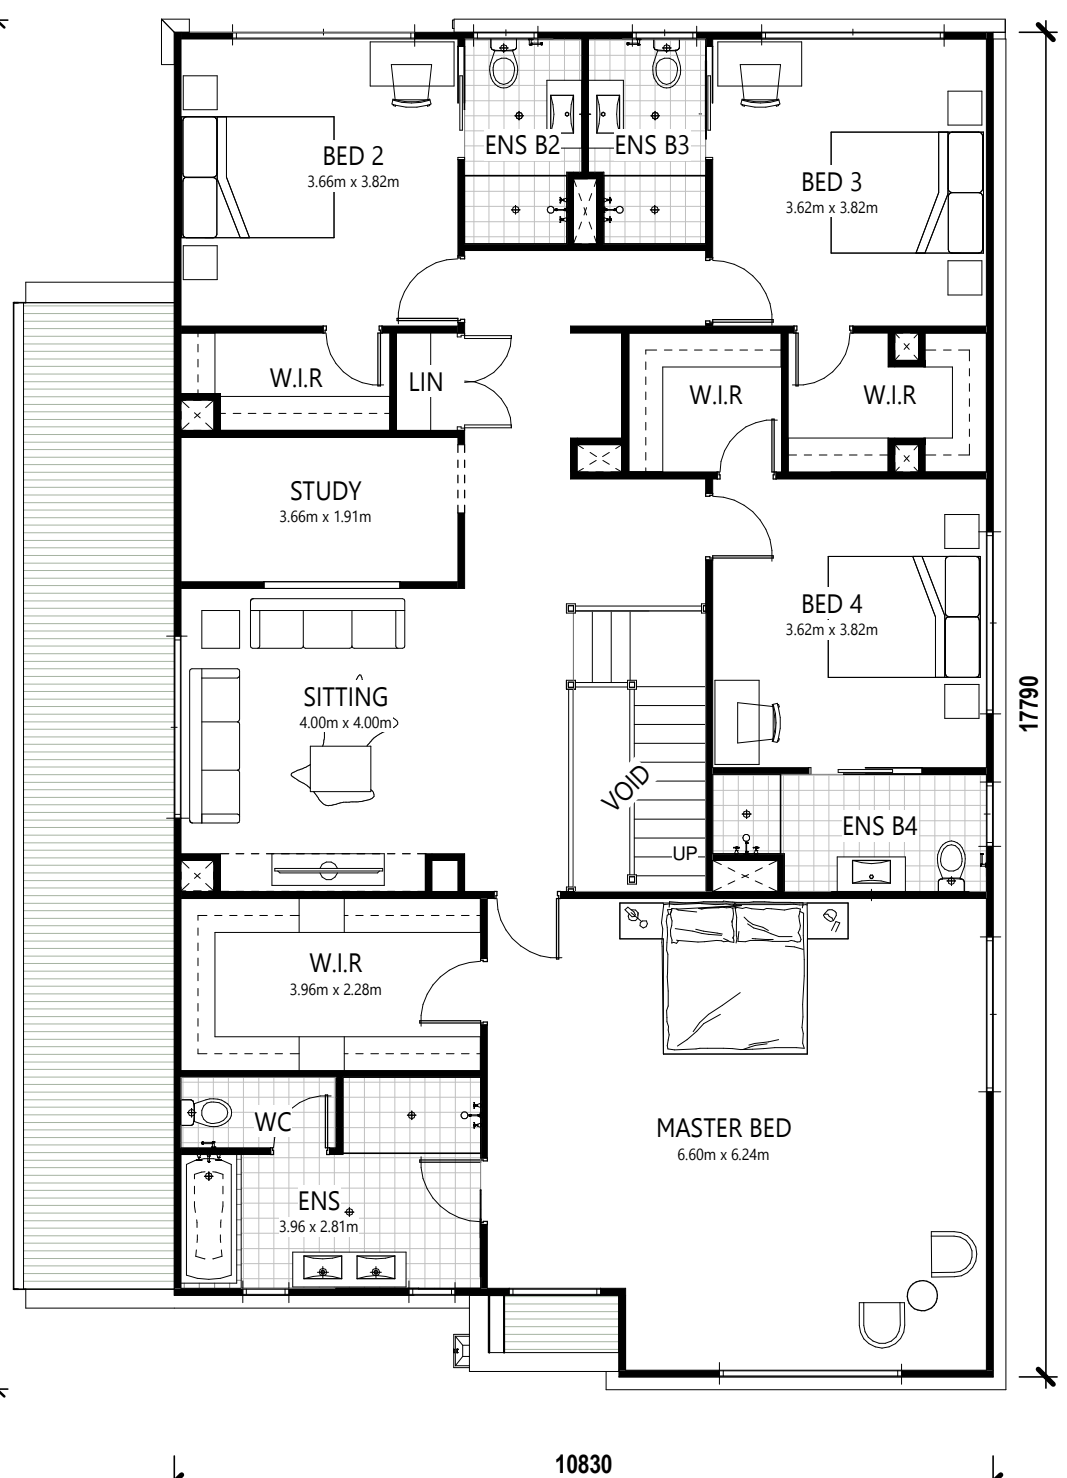 ENS B2
ENS B3
BED 2
3.66m x 3.82m
BED 3
3.62m x 3.82m
W.I.R
LIN
W.I.R
W.I.R
STUDY
3.66m x 1.91m
BED 4
3.62m x 3.82m
SITTING
4.00m x 4.00m
17790
VOID
UP
ENS B4
W.I.R
3.96m x 2.28m
WC
MASTER BED
6.60m x 6.24m
ENS
3.96 x 2.81m
10830